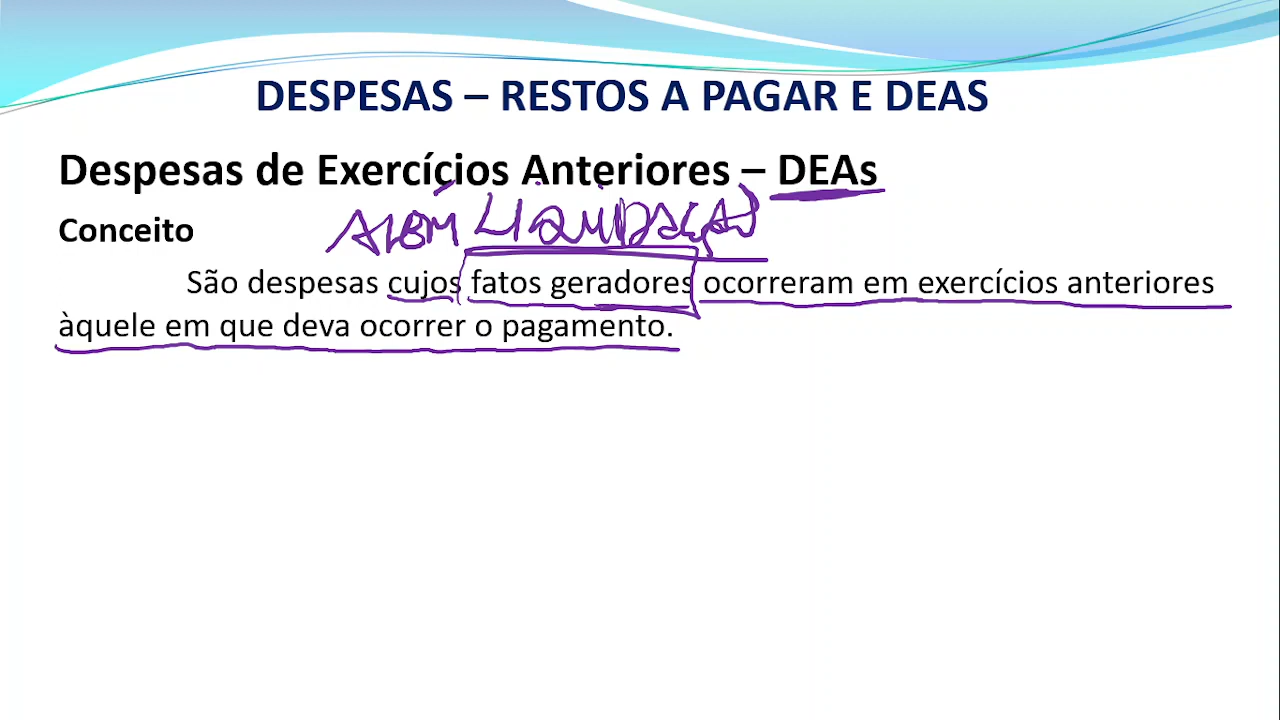 DESPESAS – RESTOS A PAGAR E DEAS
Despesas de Exercícios Anteriores – DEAs
LIQUIDAÇÃO
Conceito
São despesas cujos fatos geradores ocorreram em exercícios anteriores
àquele em que deva ocorrer o pagamento.